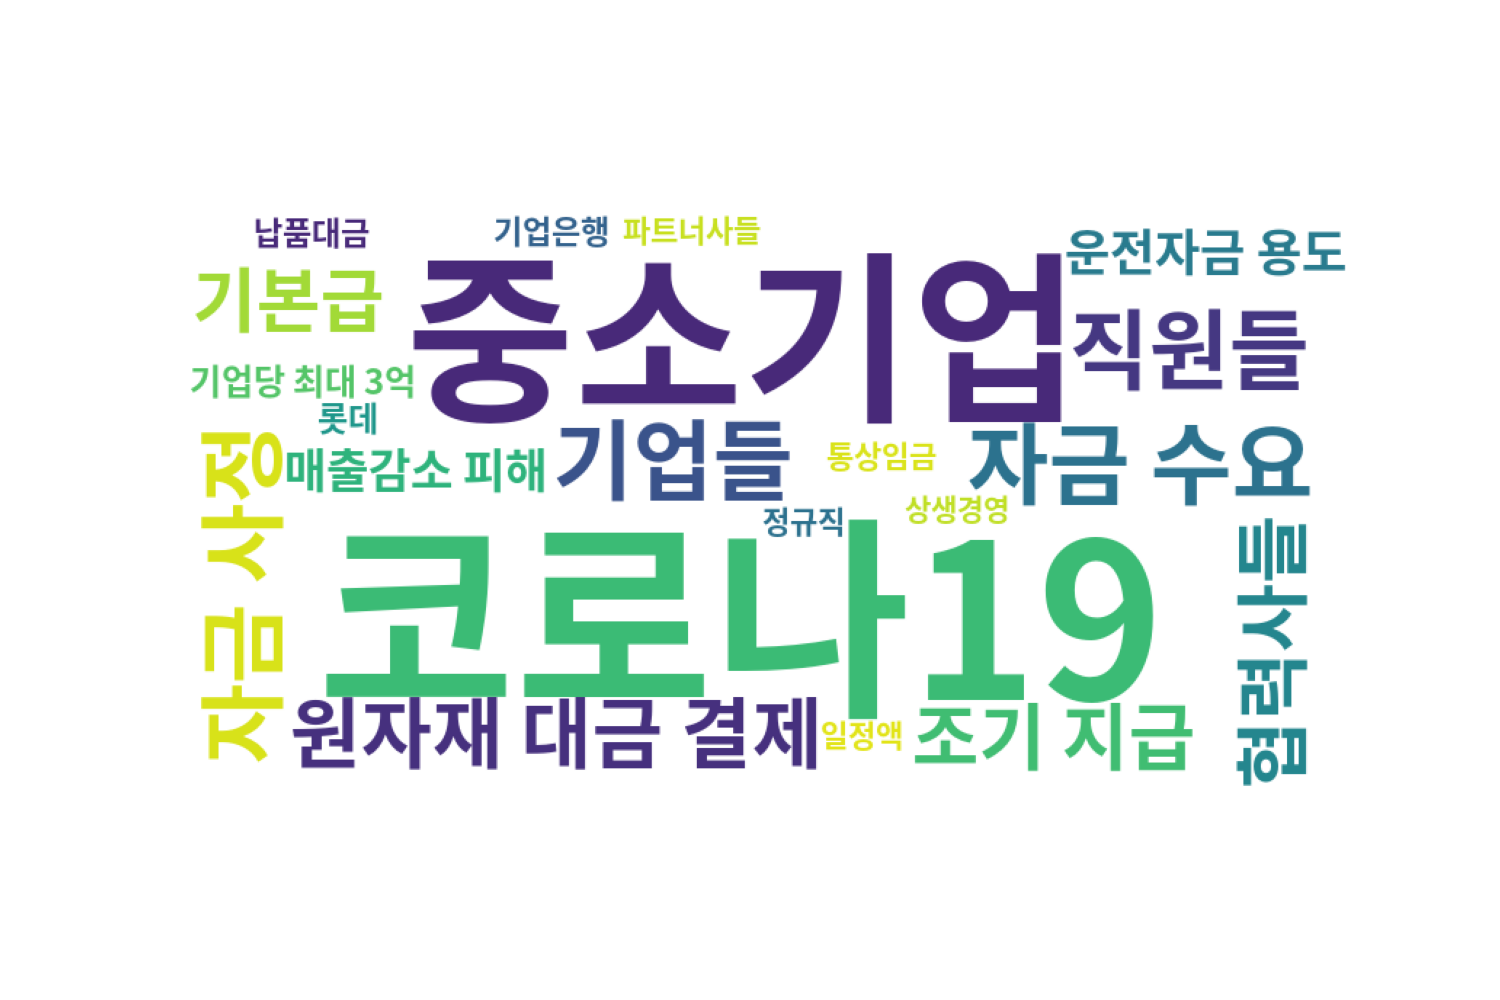 납품대금
기업은행
파트너사들
운전자금 용도
기본급
중소기업
직원들
기업당 최대 3억
롯데
매출감소 피해
기업들
통상임금
자금 수요
자금 사정
정규직
상생경영
코로나19
협력사들
원자재 대금 결제
일정액
조기 지급